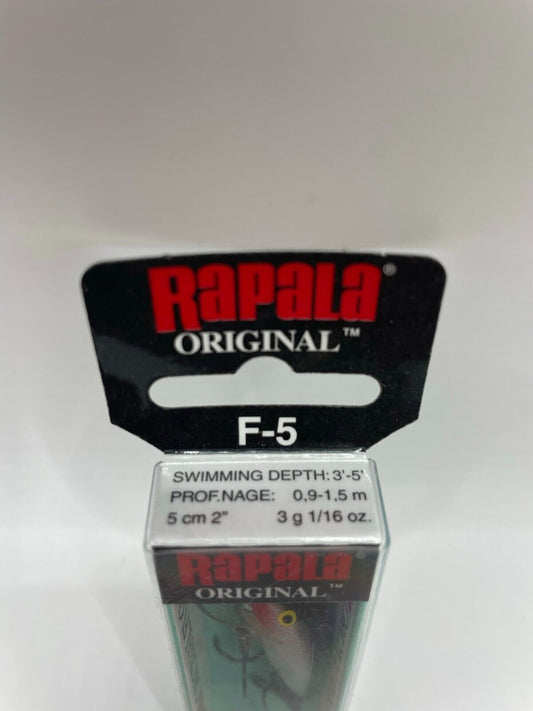 RAPALA®
ORIGINAL™
F-5
SWIMMING DEPTH: 3'-5'
PROF.NAGE: 0,9-1,5 m
5 cm 2" 3 g 1/16 oz.
RAPALA®
ORIGINAL™